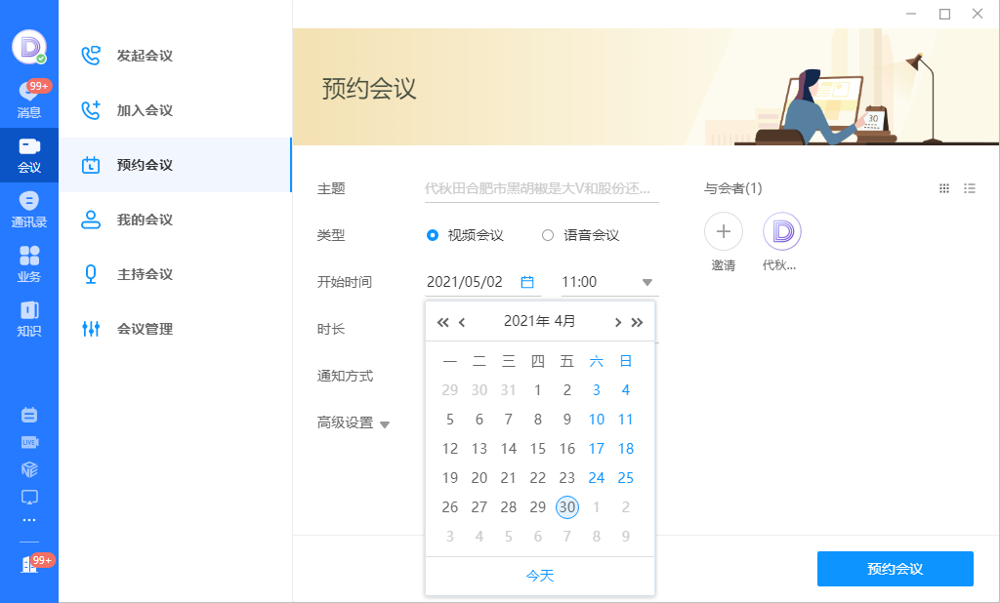 99+
消息
会议
通讯录
业务
LIVE
知识
99+
发起会议
加入会议
预约会议
我的会议
主持会议
会议管理
预约会议
30
主题
代秋田合肥市黑胡椒是大V和股份还...
类型
视频会议
语音会议
开始时间
2021/05/02
11:00
时长
通知方式
高级设置
2021年 4月
一 二 三 四 五 六 日
29 30 31 1 2 3 4
5 6 7 8 9 10 11
12 13 14 15 16 17 18
19 20 21 22 23 24 25
26 27 28 29 30 1 2
3 4 5 6 7 8 9
今天
与会者(1)
邀请
代秋...
预约会议